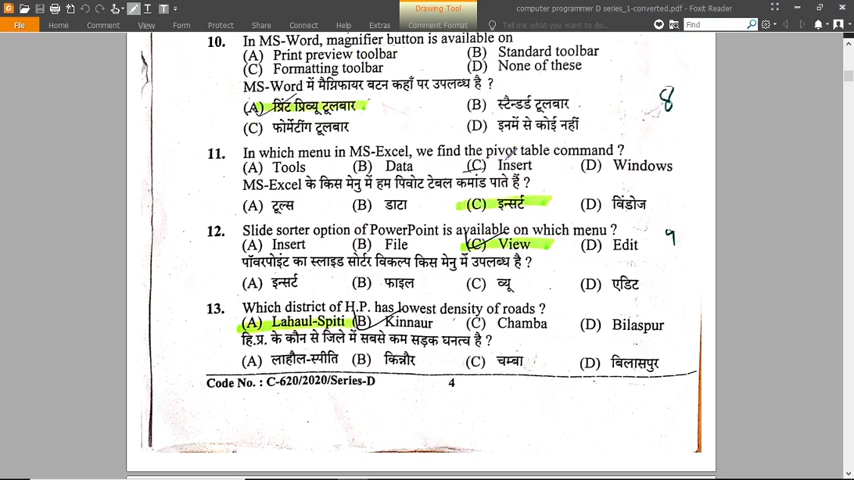 Drawing Tool
computer programmer D series_1-converted.pdf - Foxit Reader
File
Home
Comment
View
Form
Protect
Share
Connect
Help
Extras
Comment Format
Tell me what you want to do
Find
10. In MS-Word, magnifier button is available on
(A) Print preview toolbar (B) Standard toolbar
(C) Formatting toolbar (D) None of these
MS-Word में मैग्निफायर बटन कहाँ पर उपलब्ध है ?
(A) प्रिंट प्रिव्यू टूलबार (B) स्टैन्डर्ड टूलबार
8
(C) फोर्मेटींग टूलबार (D) इनमें से कोई नहीं
11. In which menu in MS-Excel, we find the pivot table command ?
(A) Tools (B) Data (C) Insert (D) Windows
MS-Excel के किस मेनु में हम पिवोट टेबल कमांड पाते हैं ?
(A) टूल्स (B) डाटा (C) इन्सर्ट (D) विंडोज
12. Slide sorter option of PowerPoint is available on which menu ?
9
(A) Insert (B) File (C) View (D) Edit
पॉवरपोइंट का स्लाइड सोर्टर विकल्प किस मेनु में उपलब्ध है ?
(A) इन्सर्ट (B) फाइल (C) व्यू (D) एडिट
13. Which district of H.P. has lowest density of roads ?
(A) Lahaul-Spiti (B) Kinnaur (C) Chamba (D) Bilaspur
हि.प्र. के कौन से जिले में सबसे कम सड़क घनत्व है ?
(A) लाहौल-स्पीति (B) किन्नौर (C) चम्बा (D) बिलासपुर
Code No. : C-620/2020/Series-D 4